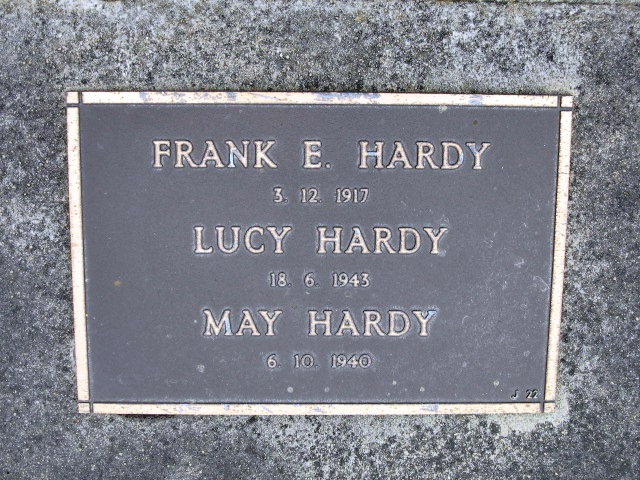 FRANK E. HARDY
3. 12. 1917
LUCY HARDY
18. 6. 1943
MAY HARDY
6. 10. 1940
J 22